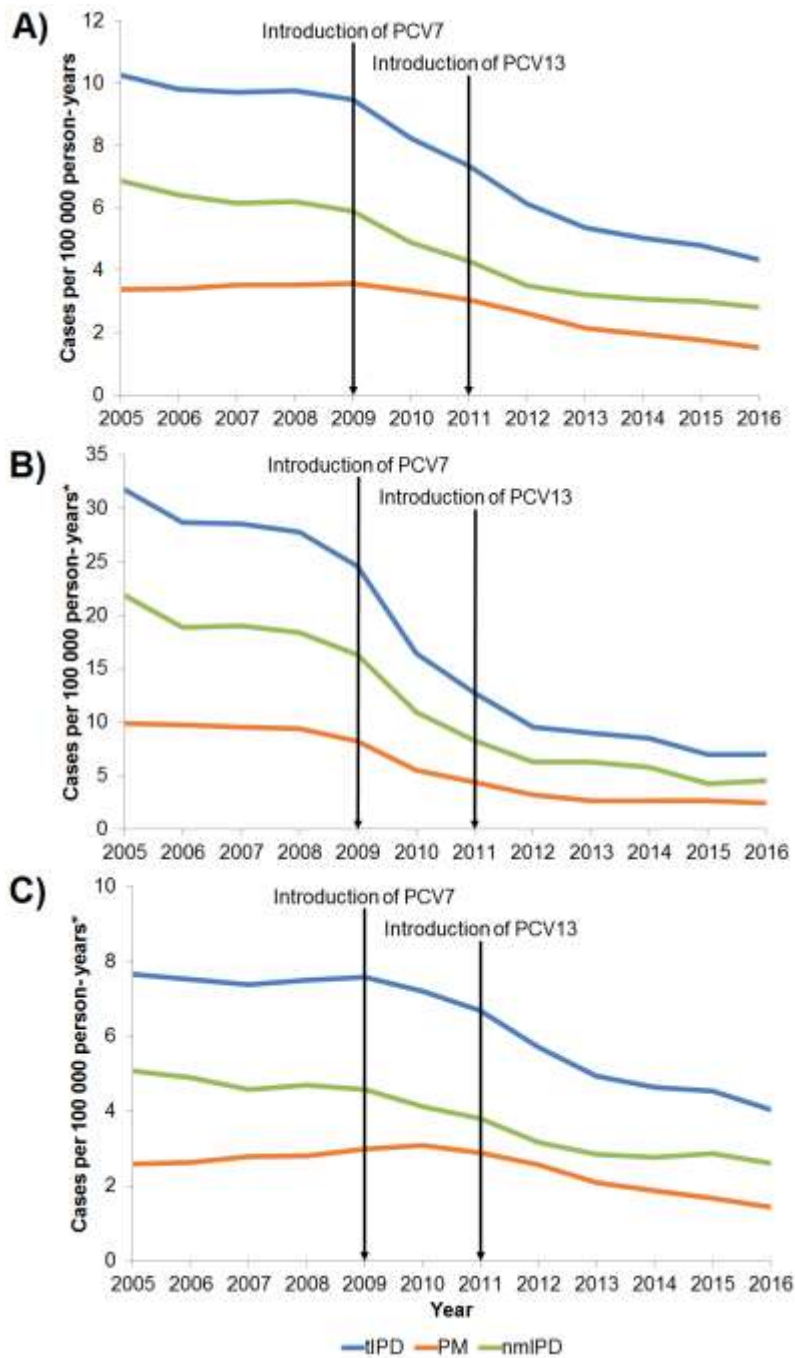 A)
Cases per 100 000 person-years
Introduction of PCV7
Introduction of PCV13
12
10
8
6
4
2
0
2005 2006 2007 2008 2009 2010 2011 2012 2013 2014 2015 2016
B)
Cases per 100 000 person-years*
Introduction of PCV7
Introduction of PCV13
35
30
25
20
15
10
5
0
2005 2006 2007 2008 2009 2010 2011 2012 2013 2014 2015 2016
C)
Cases per 100 000 person-years*
Introduction of PCV7
Introduction of PCV13
10
8
6
4
2
0
2005 2006 2007 2008 2009 2010 2011 2012 2013 2014 2015 2016
Year
tIPD PM nmIPD